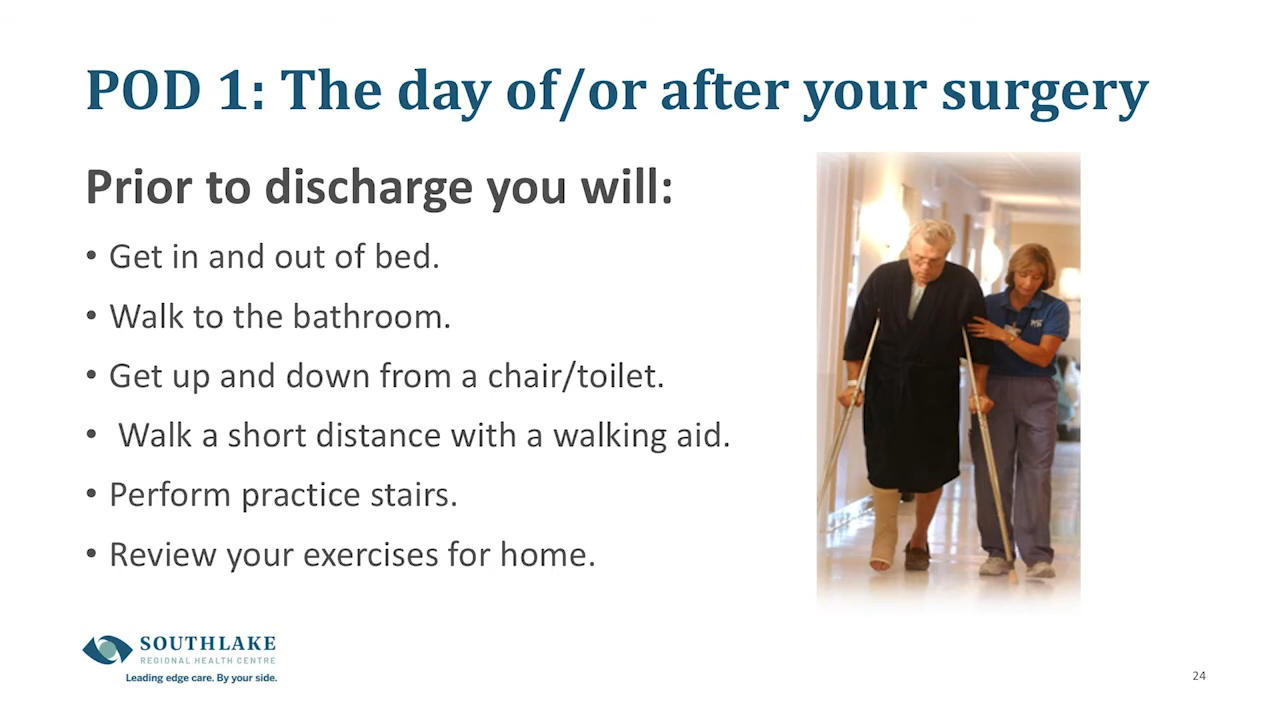 POD 1: The day of/or after your surgery
Prior to discharge you will:
• Get in and out of bed.
• Walk to the bathroom.
• Get up and down from a chair/toilet.
• Walk a short distance with a walking aid.
• Perform practice stairs.
• Review your exercises for home.
SOUTHLAKE
REGIONAL HEALTH CENTRE
Leading edge care. By your side.
24